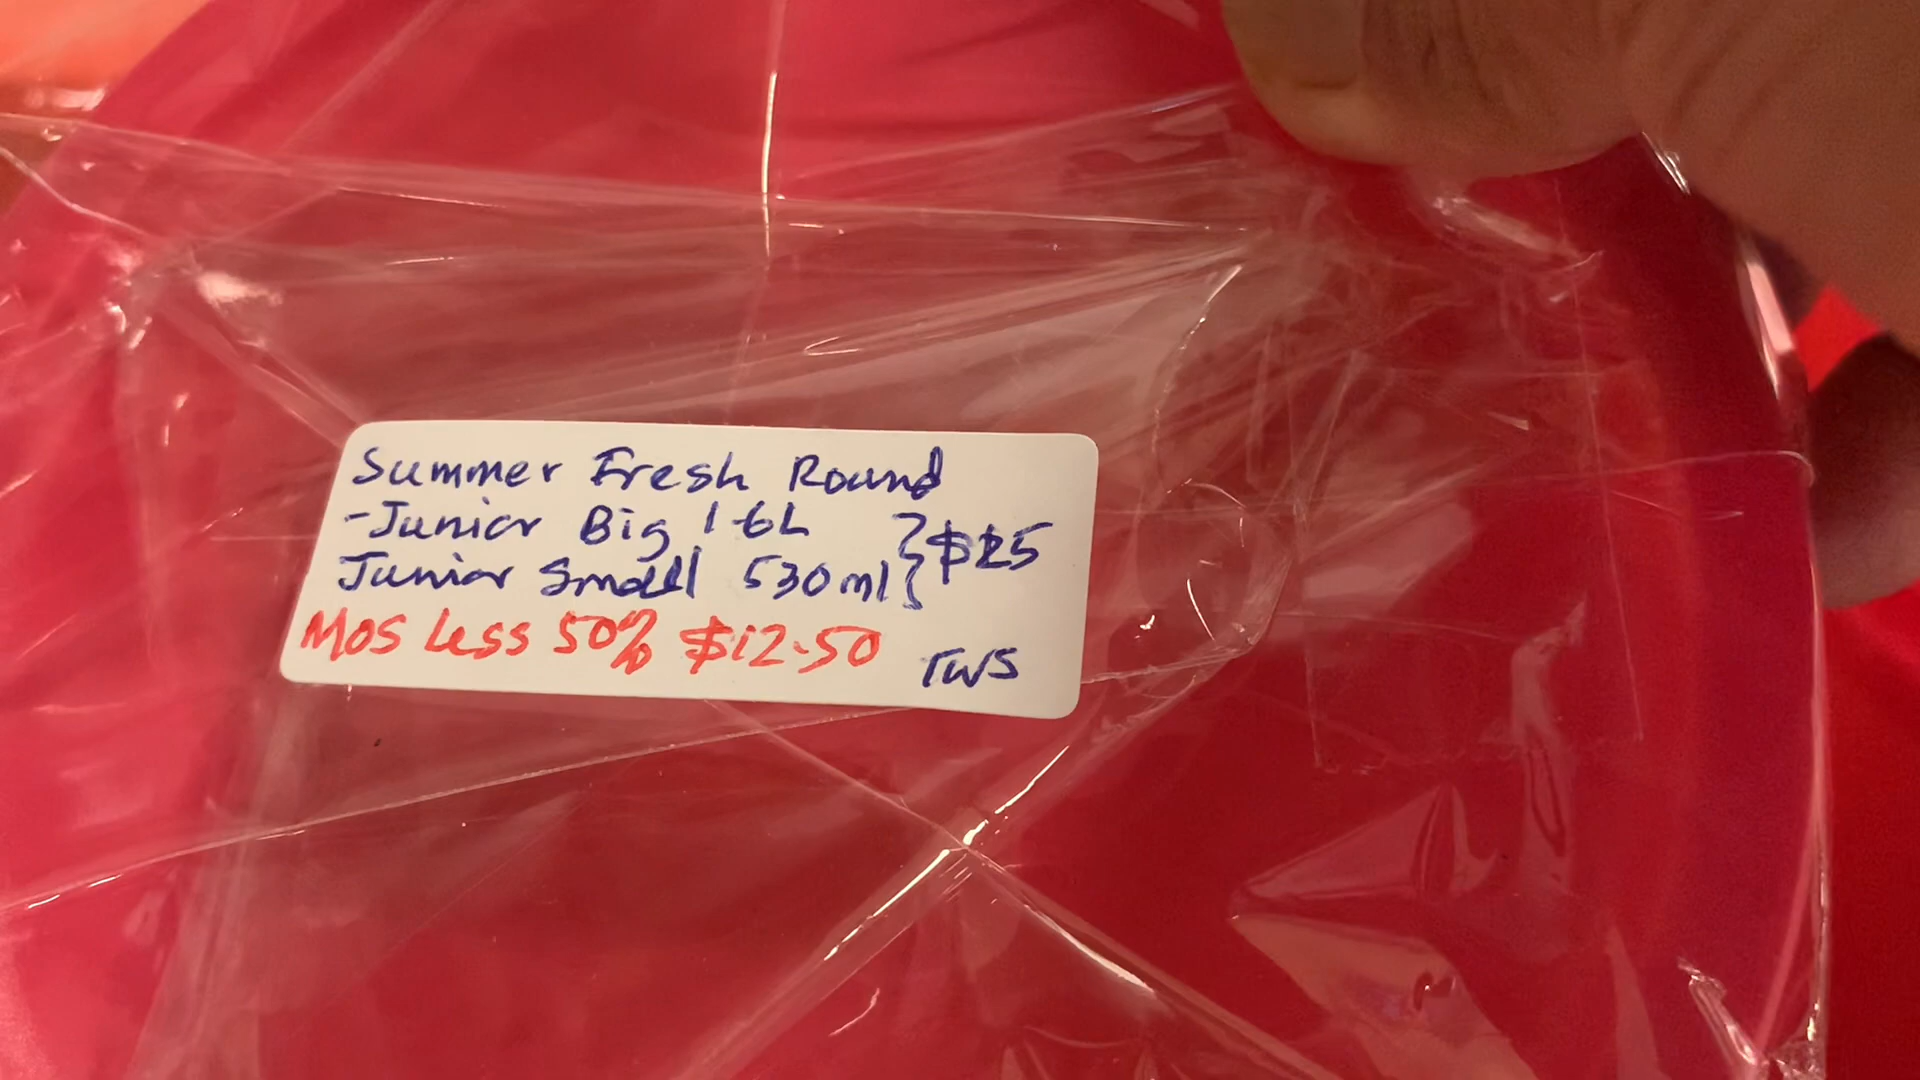 Summer Fresh Round
-Junior Big 1.6L
Junior Small 530ml } $25
Mos Less 50% $12.50
TWS